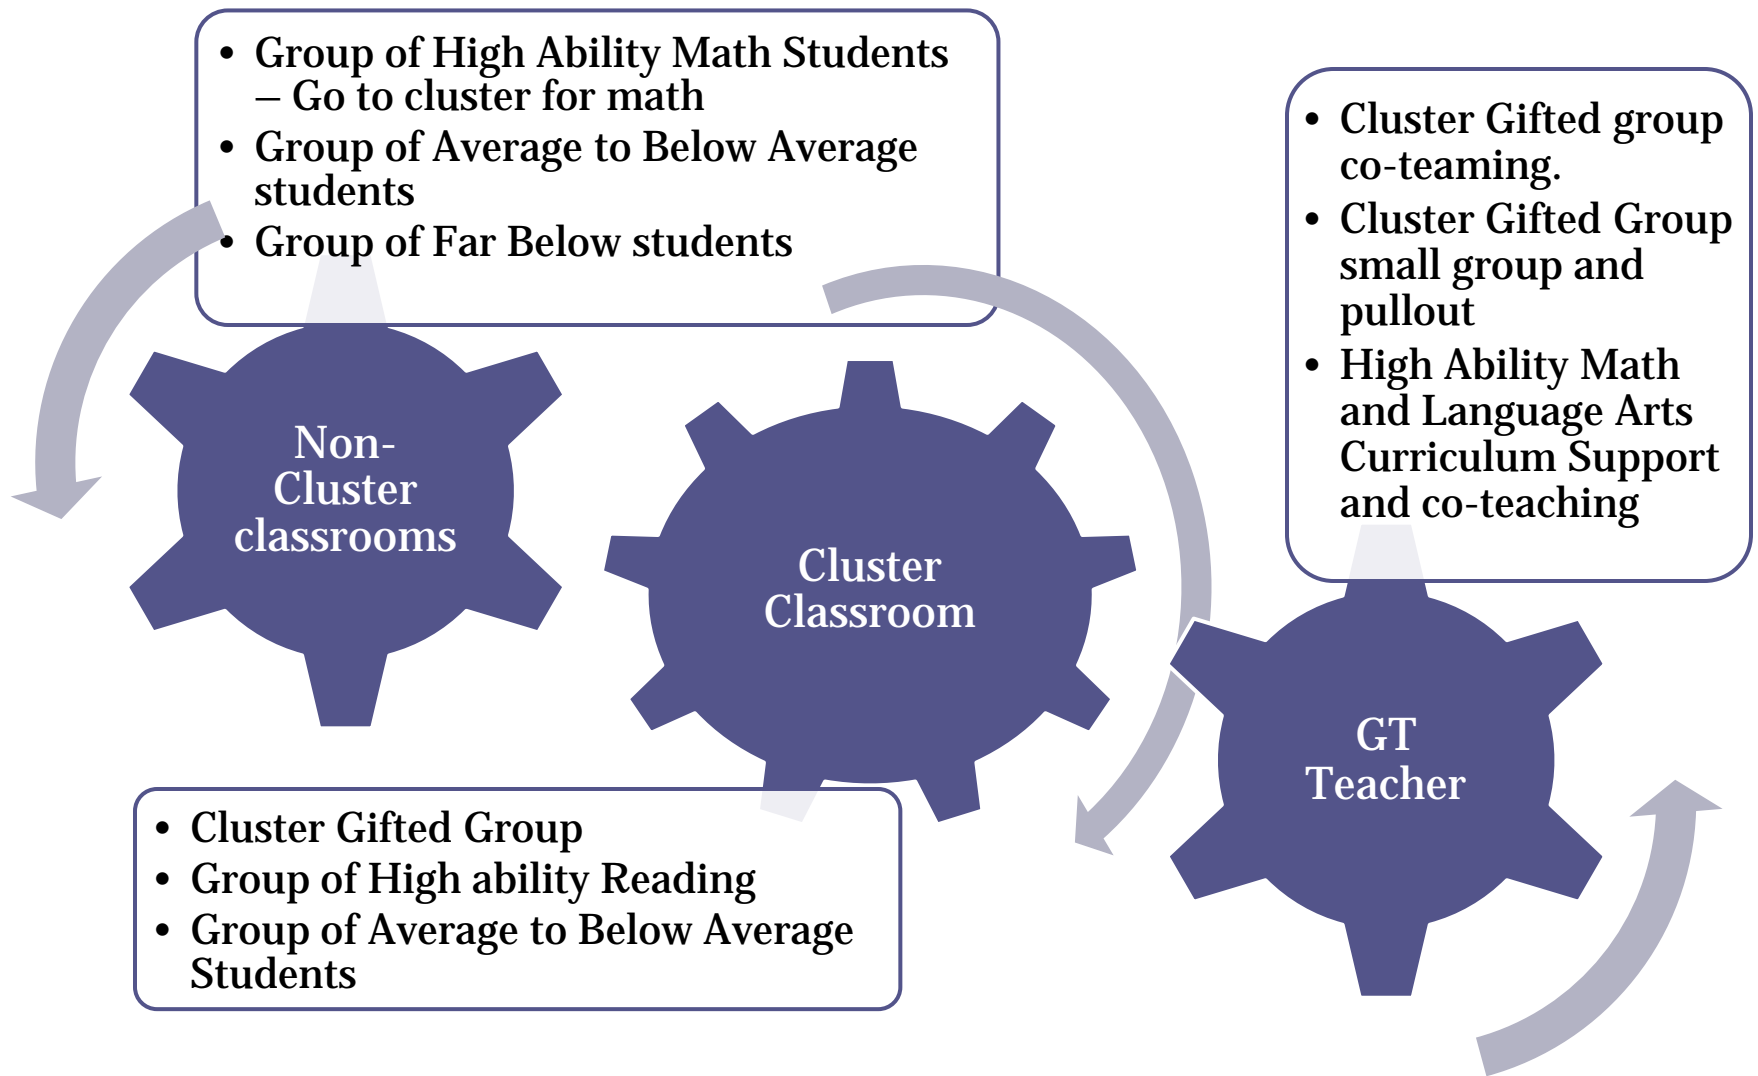 • Group of High Ability Math Students
– Go to cluster for math
• Group of Average to Below Average
students
• Group of Far Below students
• Cluster Gifted group
co-teaming.
• Cluster Gifted Group
small group and
pullout
• High Ability Math
and Language Arts
Curriculum Support
and co-teaching
Non-
Cluster
classrooms
Cluster
Classroom
GT
Teacher
• Cluster Gifted Group
• Group of High ability Reading
• Group of Average to Below Average
Students